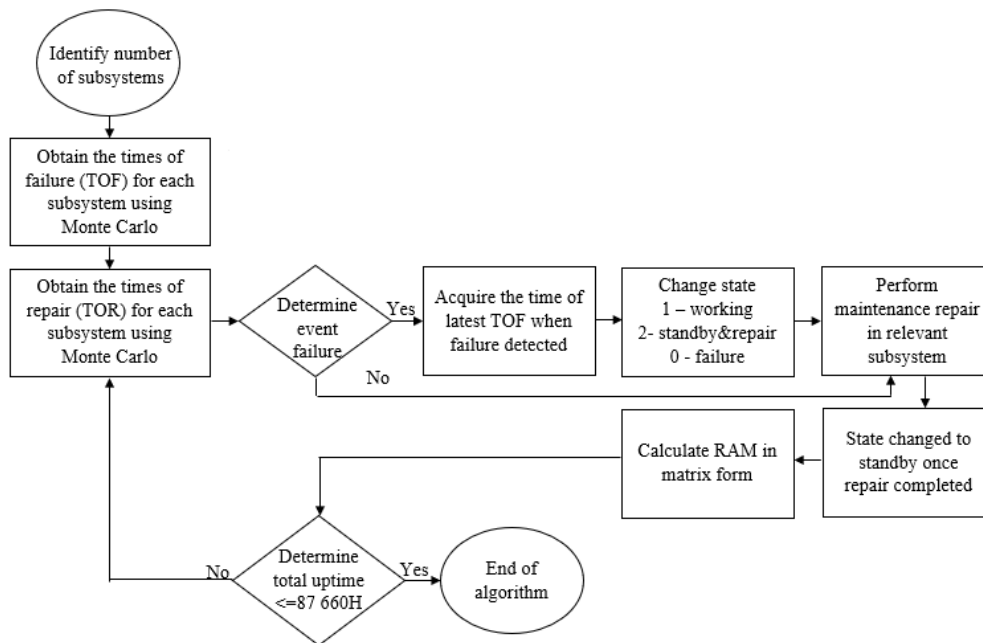 Identify number
of subsystems
Obtain the times of
failure (TOF) for each
subsystem using
Monte Carlo
Obtain the times of
repair (TOR) for each
subsystem using
Monte Carlo
Determine
event
failure
Yes
No
Acquire the time of
latest TOF when
failure detected
Change state
1 – working
2- standby&repair
0 - failure
Perform
maintenance repair
in relevant
subsystem
State changed to
standby once
repair completed
Calculate RAM in
matrix form
Determine
total uptime
<=87 660H
No
Yes
End of
algorithm